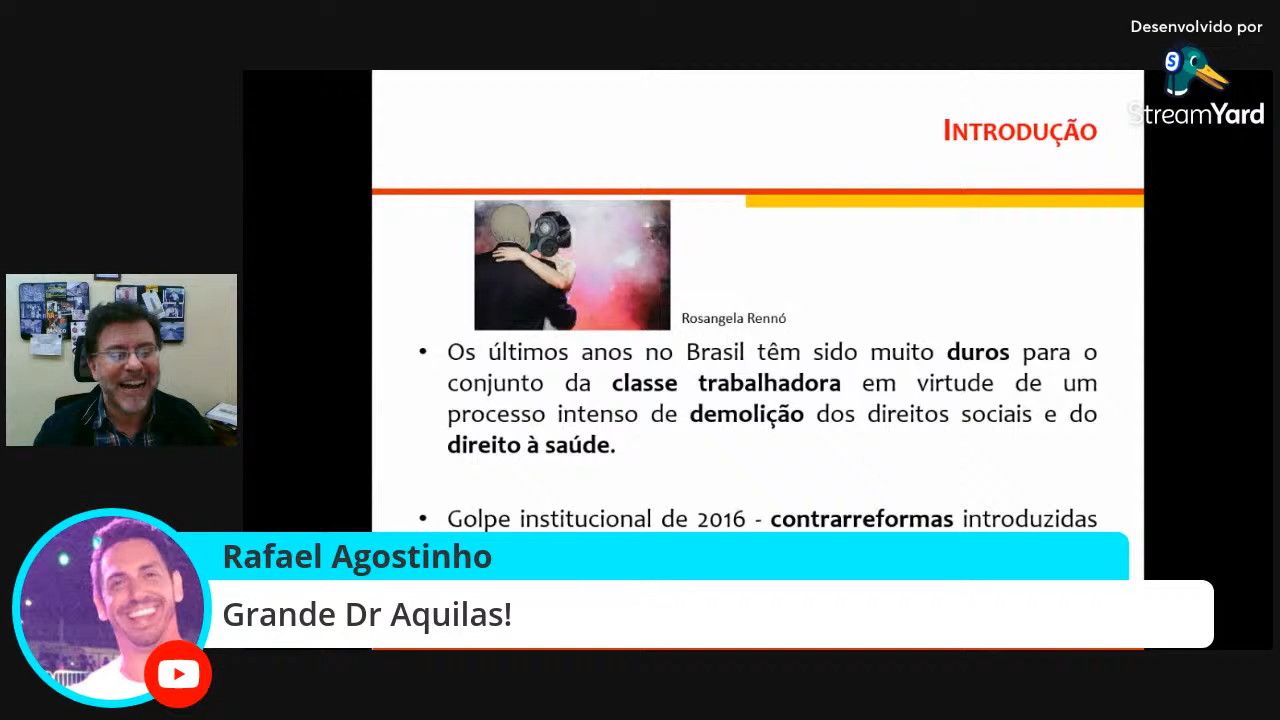 Desenvolvido por
StreamYard
INTRODUÇÃO
Rosangela Rennó
• Os últimos anos no Brasil têm sido muito duros para o
conjunto da classe trabalhadora em virtude de um
processo intenso de demolição dos direitos sociais e do
direito à saúde.
• Golpe institucional de 2016 - contrarreformas introduzidas
Rafael Agostinho
Grande Dr Aquilas!